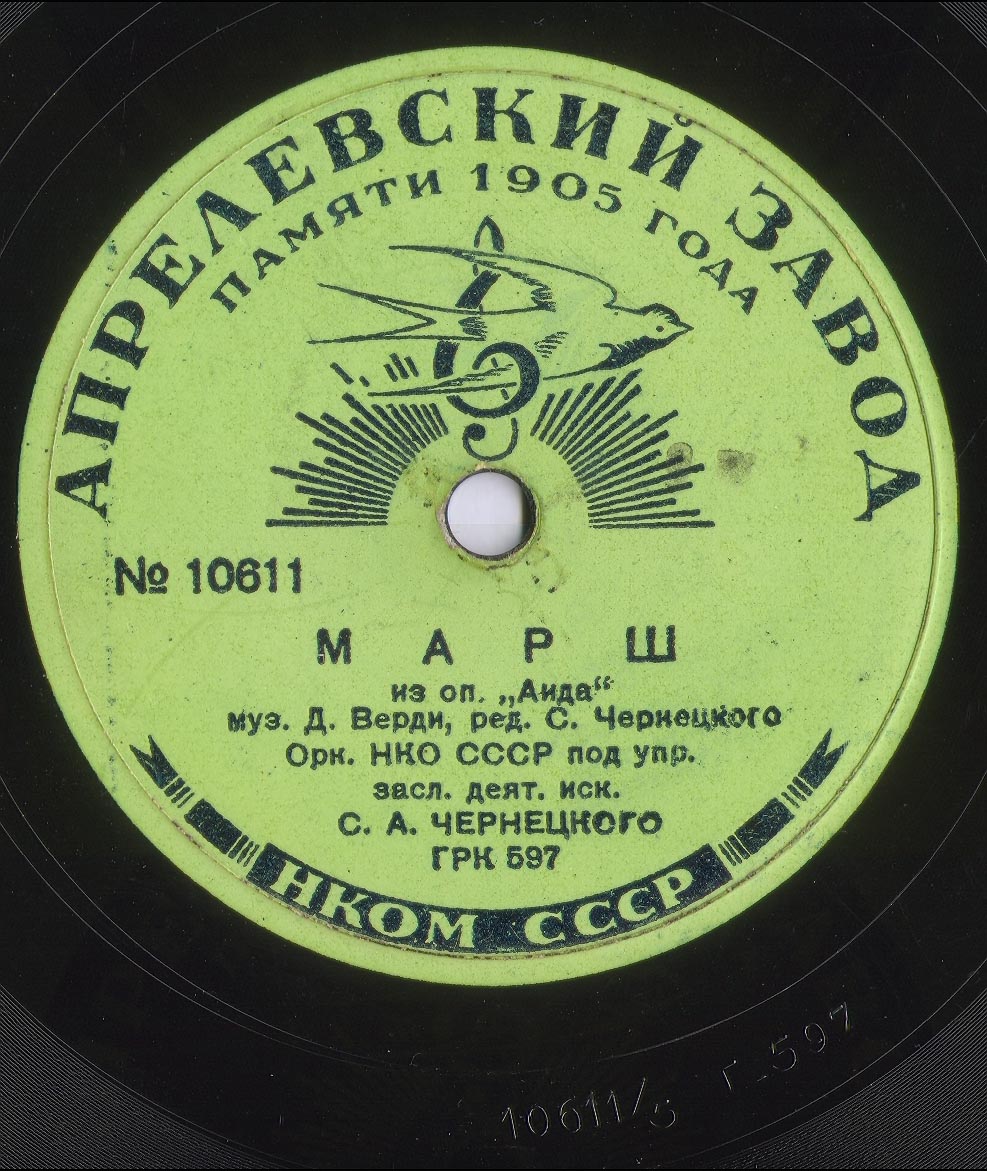 АПРЕЛЕВСКИЙ ЗАВОД
ПАМЯТИ 1905 ГОДА
№ 10611
МАРШ
из оп. „Аида“
муз. Д. Верди, ред. С. Чернецкого
Орк. НКО СССР под упр.
засл. деят. иск.
С. А. ЧЕРНЕЦКОГО
ГРК 597
НКОМ СССР
10611/5 Г-597